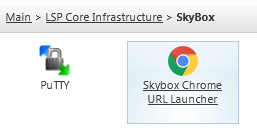 Main > LSP Core Infrastructure > SkyBox
PuTTY
Skybox Chrome
URL Launcher